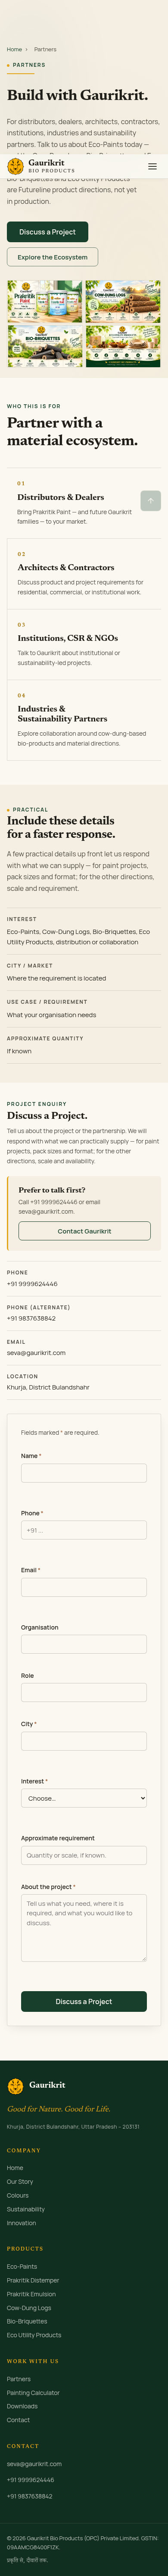 Home / Partners
PARTNERS
Build with Gaurikrit.
For distributors, dealers, architects, contractors,
institutions, industries and sustainability
partners. Talk to us about Eco-Paints today —
Gaurikrit
BIO PRODUCTS
Bio-Briquettes and Eco Utility Products
are Futureline product directions, not yet
in production.
Discuss a Project
Explore the Ecosystem
Prakritik Paint
COW-DUNG LOGS
BIO-BRIQUETTES
WHO THIS IS FOR
Partner with a
material ecosystem.
01
Distributors & Dealers
Bring Prakritik Paint — and future Gaurikrit
families — to your market.
02
Architects & Contractors
Discuss product and project requirements for
residential, commercial, or institutional work.
03
Institutions, CSR & NGOs
Talk to Gaurikrit about institutional or
sustainability-led projects.
04
Industries &
Sustainability Partners
Explore collaboration around cow-dung-based
bio-products and material directions.
PRACTICAL
Include these details
for a faster response.
A few practical details up front let us respond
with what we can supply — for paint projects,
pack sizes and format; for the other directions,
scale and requirement.
INTEREST
Eco-Paints, Cow-Dung Logs, Bio-Briquettes, Eco
Utility Products, distribution or collaboration
CITY / MARKET
Where the requirement is located
USE CASE / REQUIREMENT
What your organisation needs
APPROXIMATE QUANTITY
If known
PROJECT ENQUIRY
Discuss a Project.
Tell us about the project or the partnership. We will
respond with what we can practically supply — for paint
projects, pack sizes and format; for the other
directions, scale and availability.
Prefer to talk first?
Call +91 9999624446 or email
seva@gaurikrit.com.
Contact Gaurikrit
PHONE
+91 9999624446
PHONE (ALTERNATE)
+91 9837638842
EMAIL
seva@gaurikrit.com
LOCATION
Khurja, District Bulandshahr
Fields marked * are required.
Name *
Phone *
+91 ...
Email *
Organisation
Role
City *
Interest *
Choose...
Approximate requirement
Quantity or scale, if known.
About the project *
Tell us what you need, where it is
required, and what you would like to
discuss.
Discuss a Project
Gaurikrit
Good for Nature. Good for Life.
Khurja, District Bulandshahr, Uttar Pradesh – 203131
COMPANY
Home
Our Story
Colours
Sustainability
Innovation
PRODUCTS
Eco-Paints
Prakritik Distemper
Prakritik Emulsion
Cow-Dung Logs
Bio-Briquettes
Eco Utility Products
WORK WITH US
Partners
Painting Calculator
Downloads
Contact
CONTACT
seva@gaurikrit.com
+91 9999624446
+91 9837638842
© 2026 Gaurikrit Bio Products (OPC) Private Limited. GSTIN:
09AAMCG8400F1ZK.
प्रकृति से, दीवारों तक.